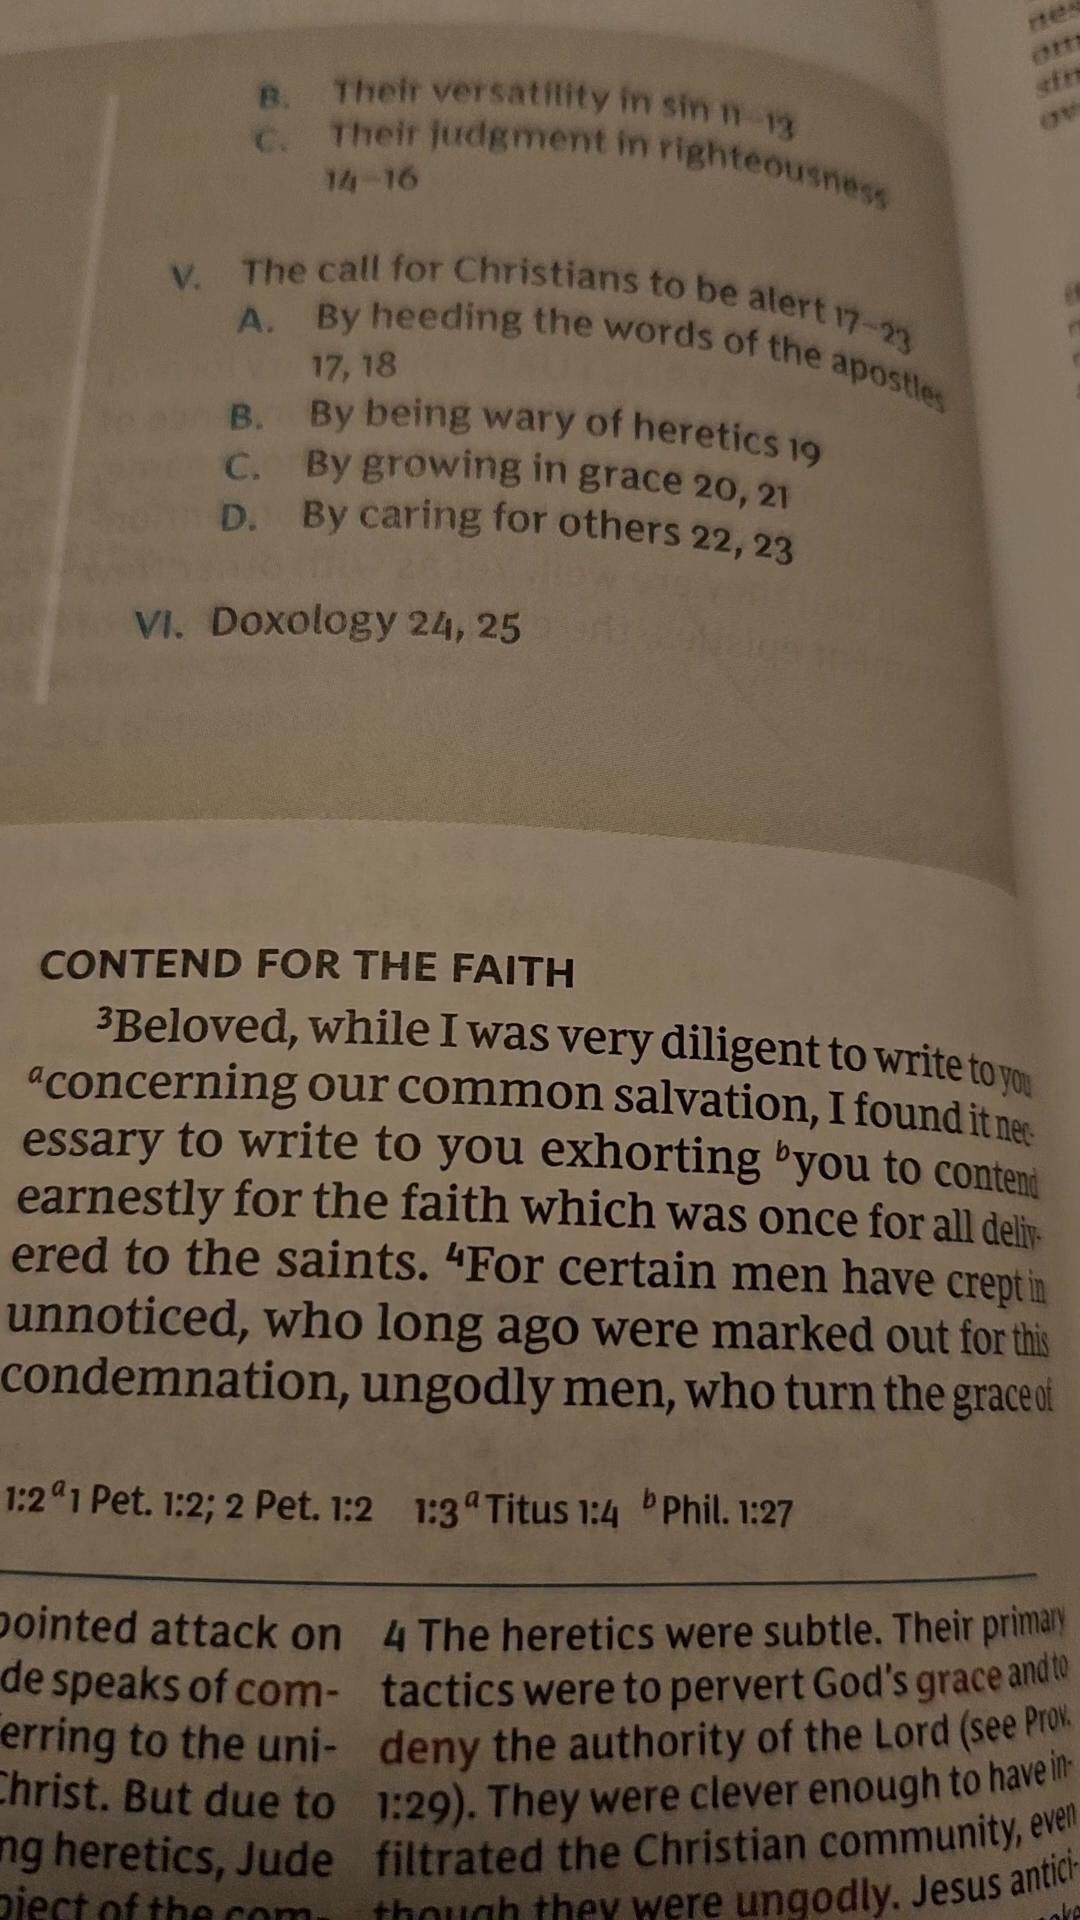 B. Their versatility in sin 11–13
C. Their judgment in righteousness
14–16
V. The call for Christians to be alert 17–23
A. By heeding the words of the apostles
17, 18
B. By being wary of heretics 19
C. By growing in grace 20, 21
D. By caring for others 22, 23
VI. Doxology 24, 25
CONTEND FOR THE FAITH
3Beloved, while I was very diligent to write to you
aconcerning our common salvation, I found it nec-
essary to write to you exhorting byou to contend
earnestly for the faith which was once for all deliv-
ered to the saints. 4For certain men have crept in
unnoticed, who long ago were marked out for this
condemnation, ungodly men, who turn the grace of
1:2 a1 Pet. 1:2; 2 Pet. 1:2 1:3 aTitus 1:4 bPhil. 1:27
pointed attack on
de speaks of com-
erring to the uni-
Christ. But due to
ng heretics, Jude
bject of the com-
4 The heretics were subtle. Their primary
tactics were to pervert God's grace and to
deny the authority of the Lord (see Prov.
1:29). They were clever enough to have in-
filtrated the Christian community, even
though they were ungodly. Jesus antici-